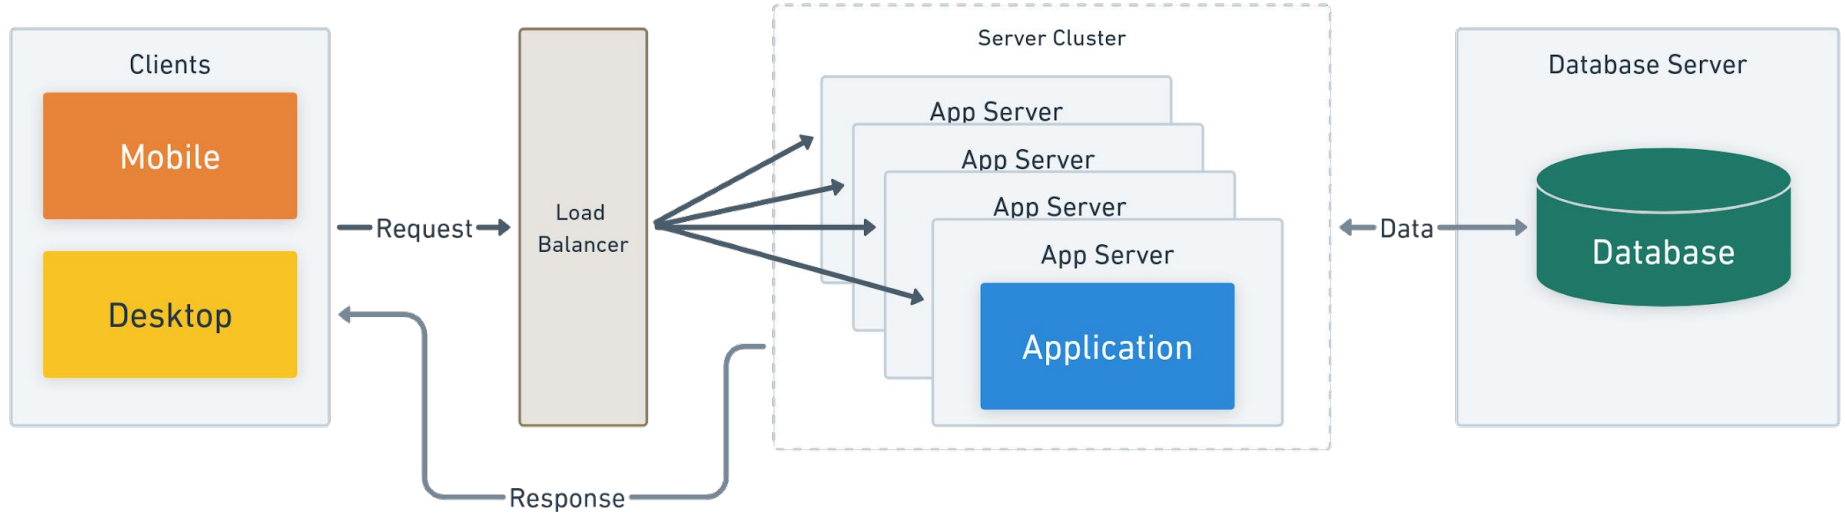 Clients
Mobile
Desktop
Request
Response
Load
Balancer
Server Cluster
App Server
App Server
App Server
App Server
Application
Data
Database Server
Database